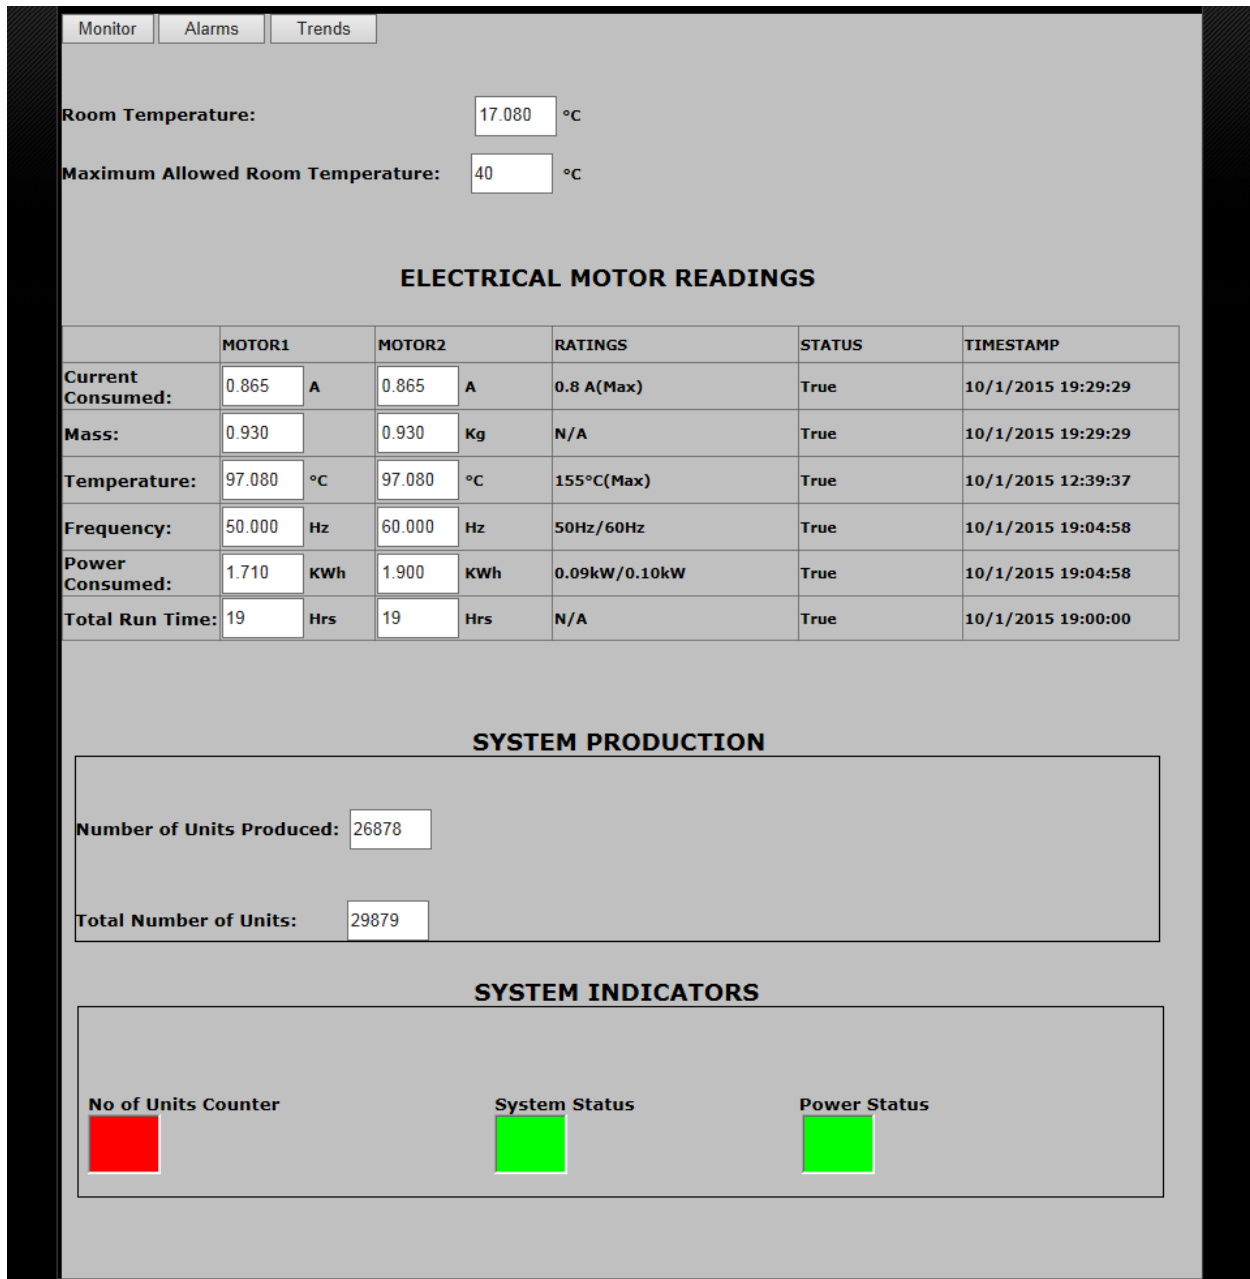 Monitor Alarms Trends
Room Temperature: 17.080 °C
Maximum Allowed Room Temperature: 40 °C
ELECTRICAL MOTOR READINGS
MOTOR1 MOTOR2 RATINGS STATUS TIMESTAMP
Current
Consumed: 0.865 A 0.865 A 0.8 A(Max) True 10/1/2015 19:29:29
Mass: 0.930 0.930 Kg N/A True 10/1/2015 19:29:29
Temperature: 97.080 °C 97.080 °C 155°C(Max) True 10/1/2015 12:39:37
Frequency: 50.000 Hz 60.000 Hz 50Hz/60Hz True 10/1/2015 19:04:58
Power
Consumed: 1.710 KWh 1.900 KWh 0.09kW/0.10kW True 10/1/2015 19:04:58
Total Run Time: 19 Hrs 19 Hrs N/A True 10/1/2015 19:00:00
SYSTEM PRODUCTION
Number of Units Produced: 26878
Total Number of Units: 29879
SYSTEM INDICATORS
No of Units Counter System Status Power Status